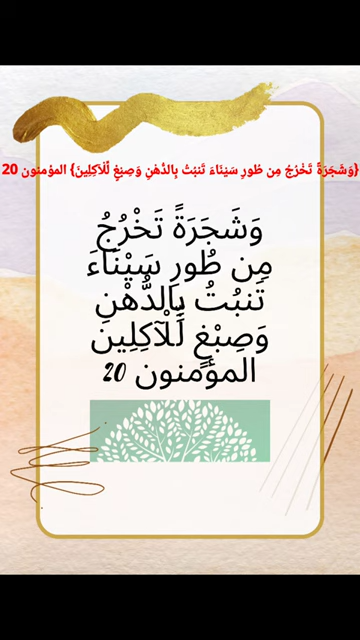 {وَشَجَرَةً تَخْرُجُ مِن طُورِ سَيْنَاءَ تَنبُتُ بِالدُّهْنِ وَصِبْغٍ لِّلْآكِلِينَ} المؤمنون 20
وَشَجَرَةً تَخْرُجُ
مِن طُورِ سَيْنَاءَ
تَنبُتُ بِالدُّهْنِ
وَصِبْغٍ لِّلْآكِلِينَ
المؤمنون 20